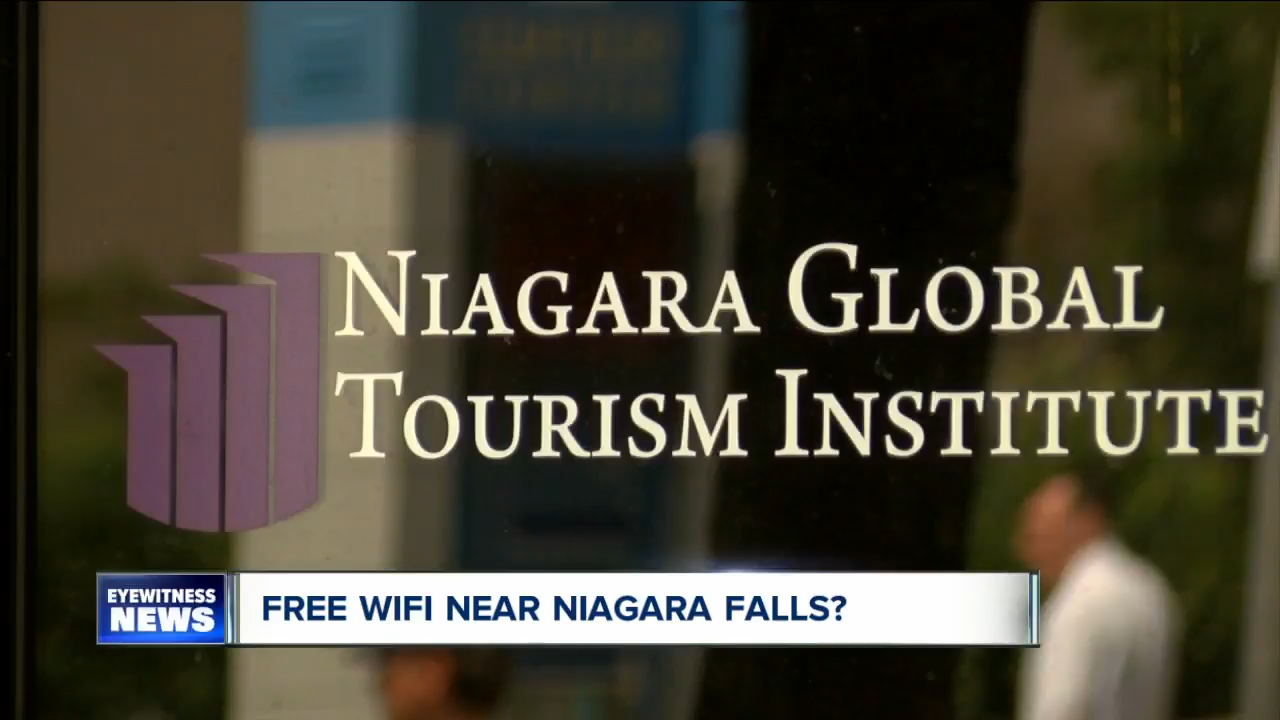 NIAGARA GLOBAL
TOURISM INSTITUTE
EYEWITNESS
NEWS
FREE WIFI NEAR NIAGARA FALLS?